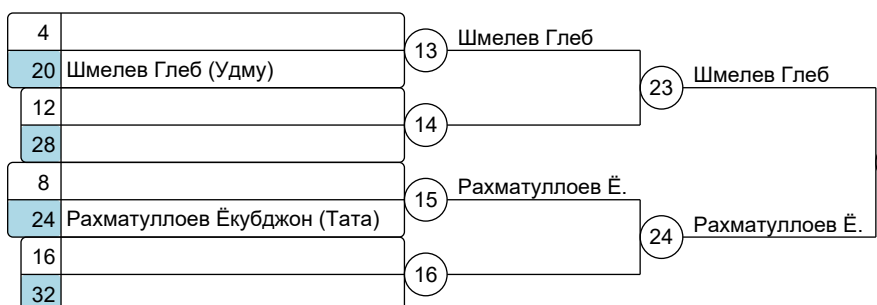 4
13 Шмелев Глеб
20 Шмелев Глеб (Удму)
23 Шмелев Глеб
12
14
28
8
15 Рахматуллоев Ё.
24 Рахматуллоев Ёкубджон (Тата)
24 Рахматуллоев Ё.
16
16
32